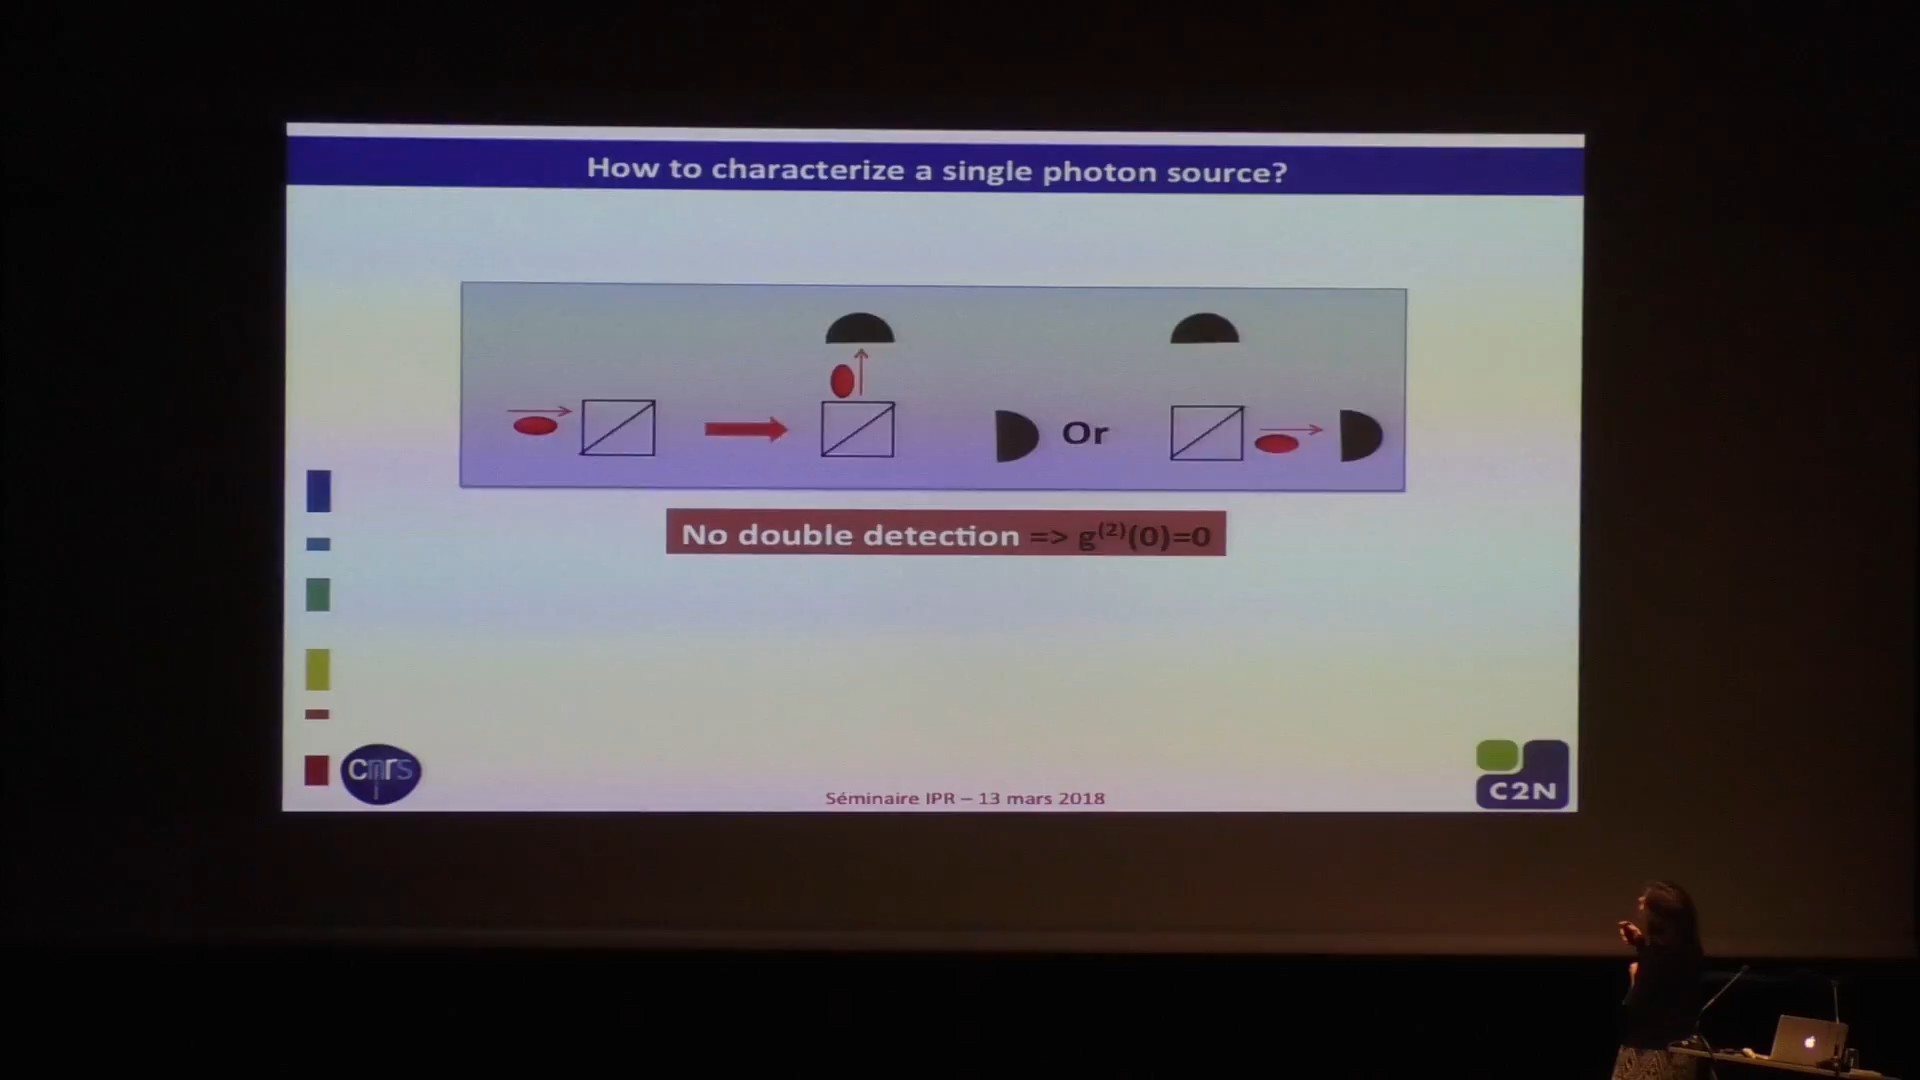 How to characterize a single photon source?
Or
No double detection => g⁽²⁾(0)=0
cnrs
Séminaire IPR – 13 mars 2018
C2N